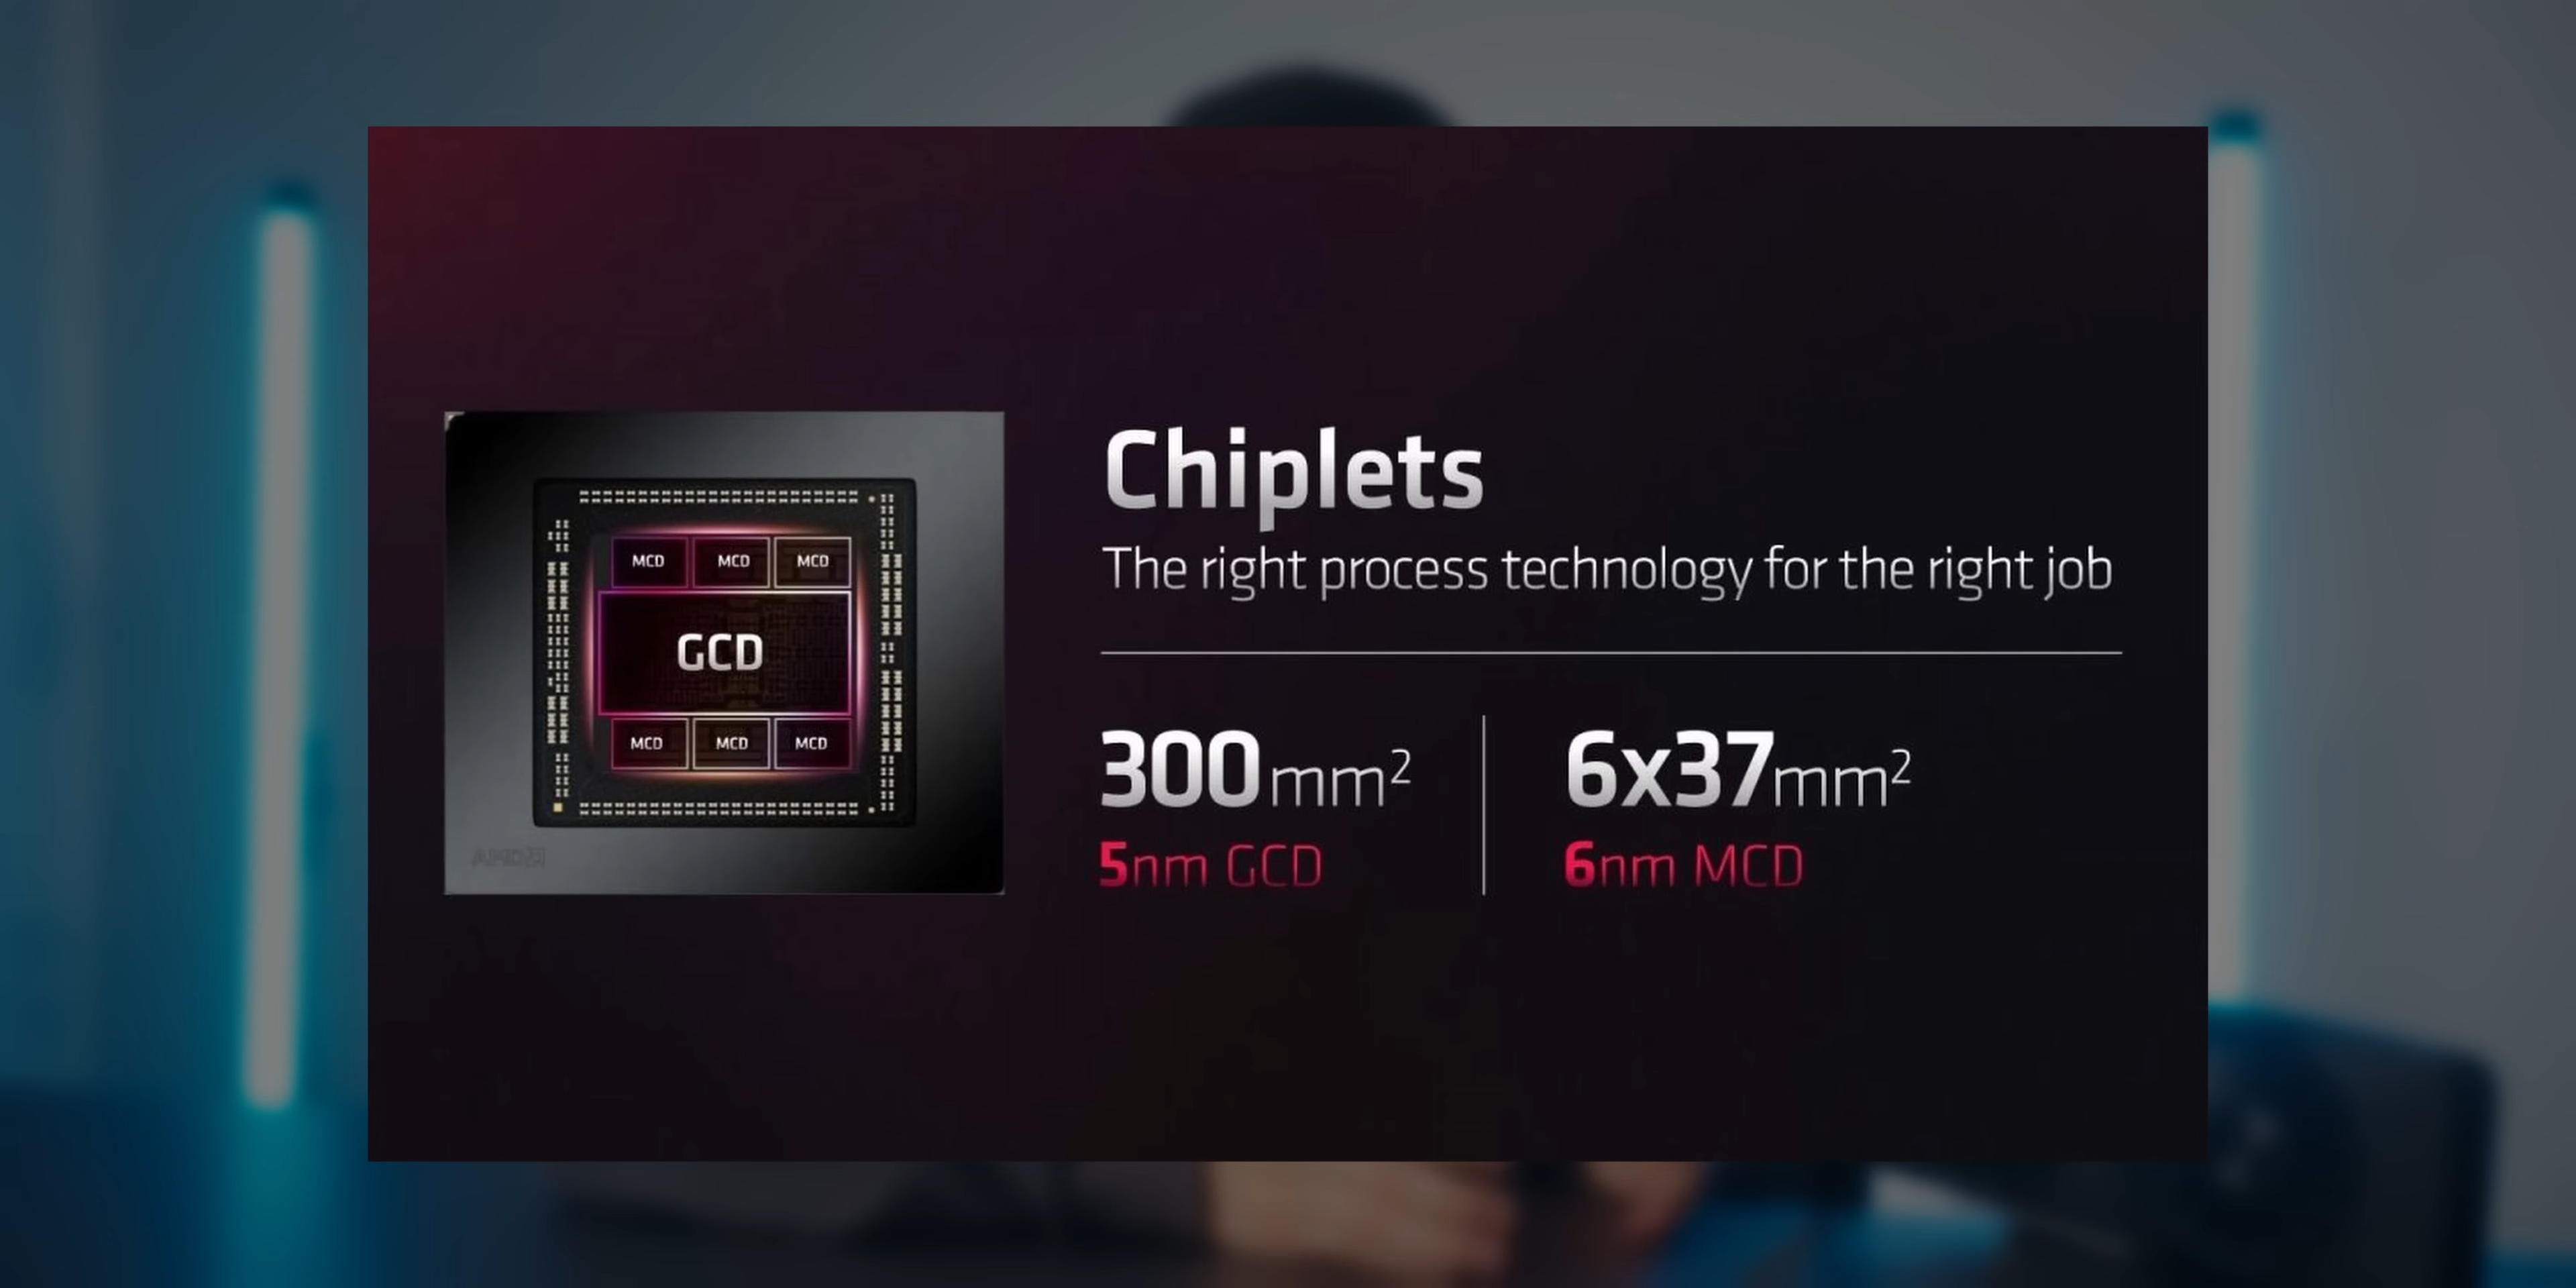 MCD MCD MCD
GCD
MCD MCD MCD
AMD
Chiplets
The right process technology for the right job
300mm²
5nm GCD
6x37mm²
6nm MCD